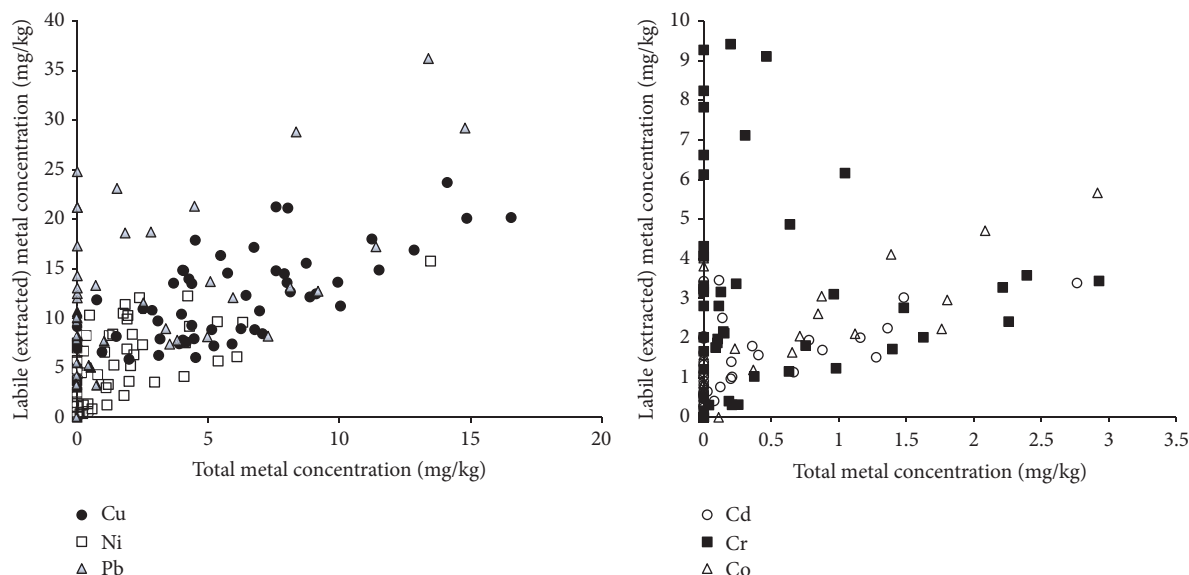 Labile (extracted) metal concentration (mg/kg)
40
35
30
25
20
15
10
5
0
0 5 10 15 20
Total metal concentration (mg/kg)
Cu
Ni
Pb
Labile (extracted) metal concentration (mg/kg)
10
9
8
7
6
5
4
3
2
1
0
0 0.5 1 1.5 2 2.5 3 3.5
Total metal concentration (mg/kg)
Cd
Cr
Co